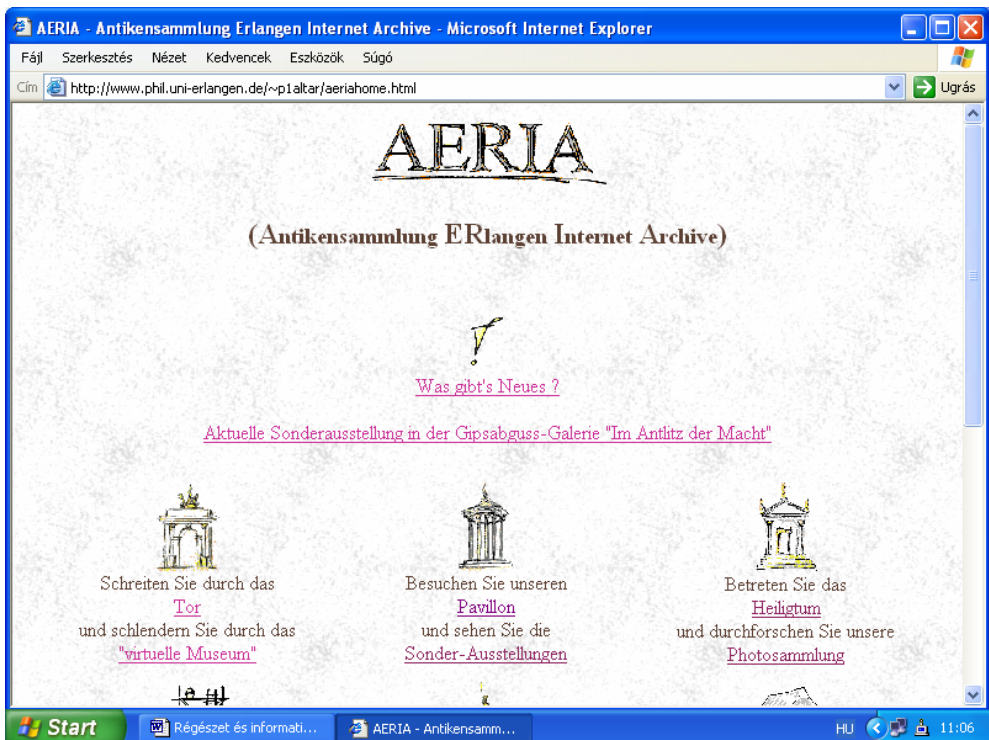 AERIA - Antikensammlung Erlangen Internet Archive - Microsoft Internet Explorer
Fájl Szerkesztés Nézet Kedvencek Eszközök Súgó
Cím http://www.phil.uni-erlangen.de/~p1altar/aeriahome.html Ugrás
AERIA
(Antikensammlung ERlangen Internet Archive)
Was gibt's Neues ?
Aktuelle Sonderausstellung in der Gipsabguss-Galerie "Im Antlitz der Macht"
Schreiten Sie durch das
Tor
und schlendern Sie durch das
"virtuelle Museum"
Besuchen Sie unseren
Pavillon
und sehen Sie die
Sonder-Ausstellungen
Betreten Sie das
Heiligtum
und durchforschen Sie unsere
Photosammlung
Start Régészet és informati... AERIA - Antikensamm... HU 11:06